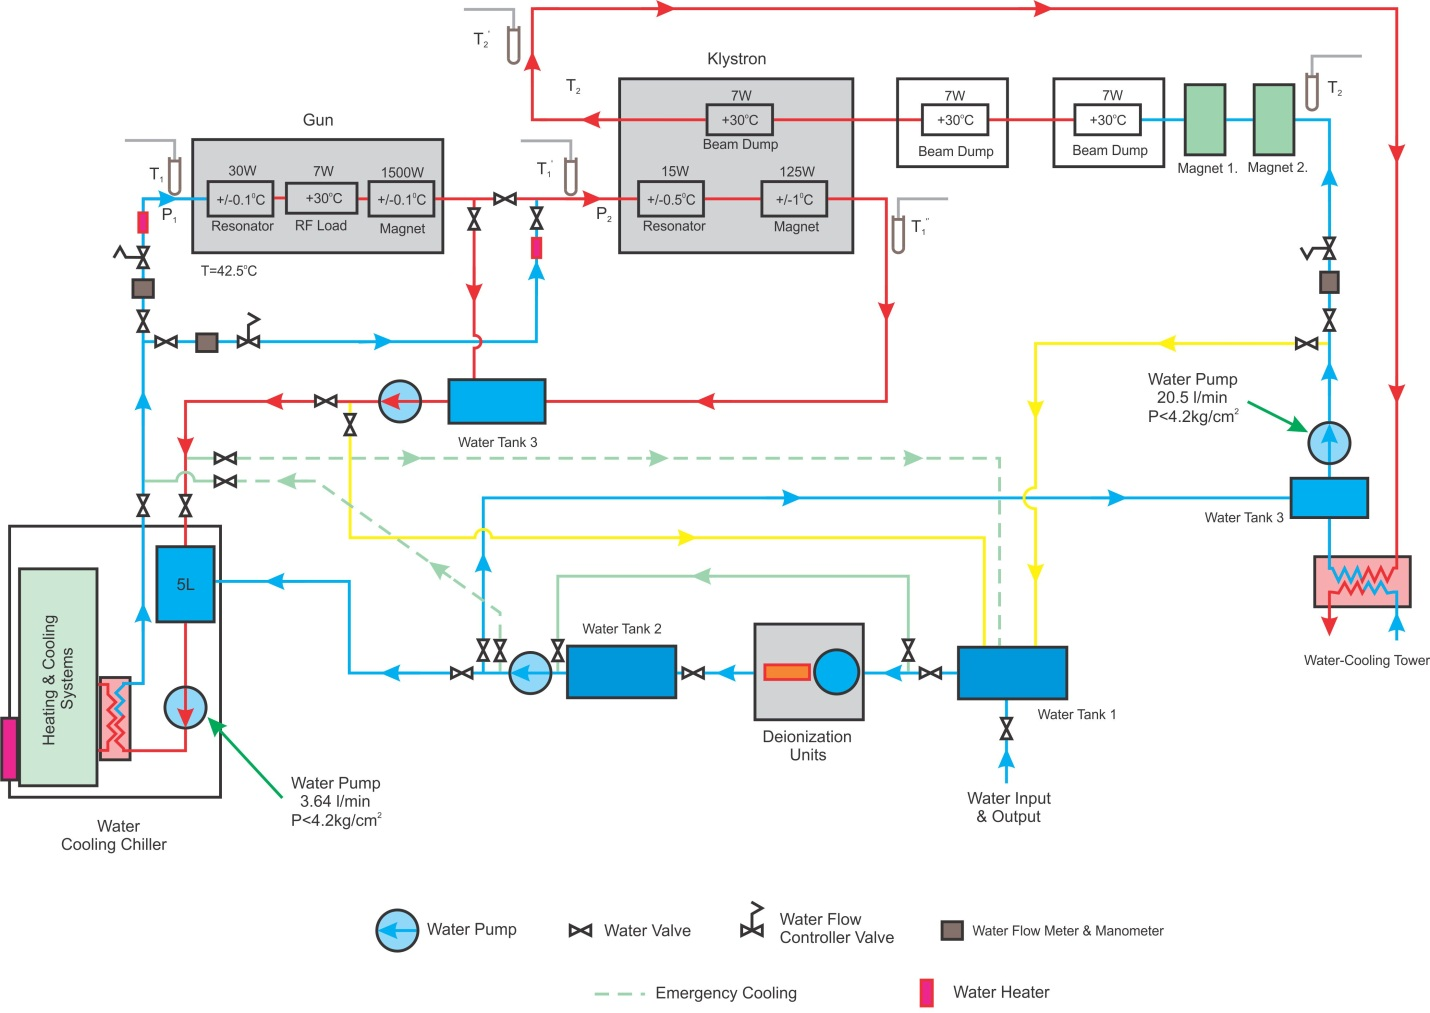 T2'
Klystron
T2
7W
+30°C
Beam Dump
7W
+30°C
Beam Dump
7W
+30°C
Beam Dump
Magnet 1.
Magnet 2.
T2
Gun
T1
P1
30W
+/-0.1°C
Resonator
7W
+30°C
RF Load
1500W
+/-0.1°C
Magnet
T=42.5°C
T1'
P2
15W
+/-0.5°C
Resonator
125W
+/-1°C
Magnet
T1''
Water Pump
20.5 l/min
P<4.2kg/cm²
Water Tank 3
Water Tank 3
5L
Heating & Cooling
Systems
Water Tank 2
Water-Cooling Tower
Water Tank 1
Deionization
Units
Water Pump
3.64 l/min
P<4.2kg/cm²
Water Input
& Output
Water
Cooling Chiller
Water Pump
Water Valve
Water Flow
Controller Valve
Water Flow Meter & Manometer
Emergency Cooling
Water Heater